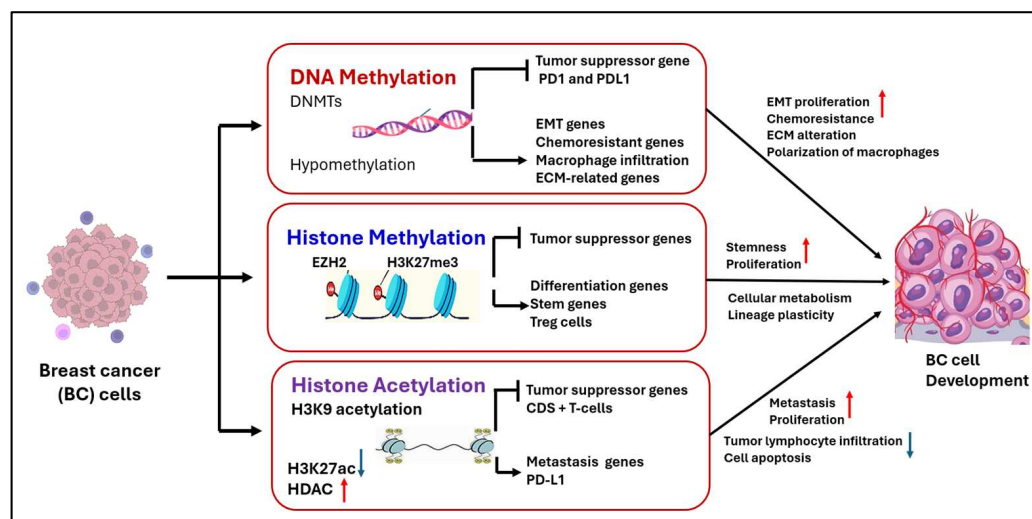 Breast cancer
(BC) cells
DNA Methylation
DNMTs
Hypomethylation
Tumor suppressor gene
PD1 and PDL1
EMT genes
Chemoresistant genes
Macrophage infiltration
ECM-related genes
EMT proliferation
Chemoresistance
ECM alteration
Polarization of macrophages
Histone Methylation
EZH2
H3K27me3
Tumor suppressor genes
Differentiation genes
Stem genes
Treg cells
Stemness
Proliferation
Cellular metabolism
Lineage plasticity
Histone Acetylation
H3K9 acetylation
H3K27ac
HDAC
Tumor suppressor genes
CDS + T-cells
Metastasis genes
PD-L1
Metastasis
Proliferation
Tumor lymphocyte infiltration
Cell apoptosis
BC cell
Development